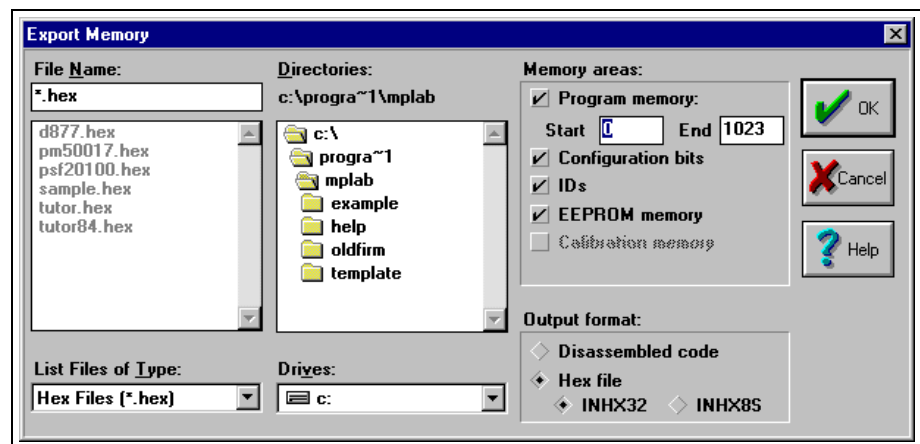 Export Memory
File Name:
*.hex
d877.hex
pm50017.hex
psf20100.hex
sample.hex
tutor.hex
tutor84.hex
List Files of Type:
Hex Files (*.hex)
Directories:
c:\progra~1\mplab
c:\
progra~1
mplab
example
help
oldfirm
template
Drives:
c:
Memory areas:
Program memory:
Start 0 End 1023
Configuration bits
IDs
EEPROM memory
Calibration memory
Output format:
Disassembled code
Hex file
INHX32 INHX8S
OK
Cancel
Help